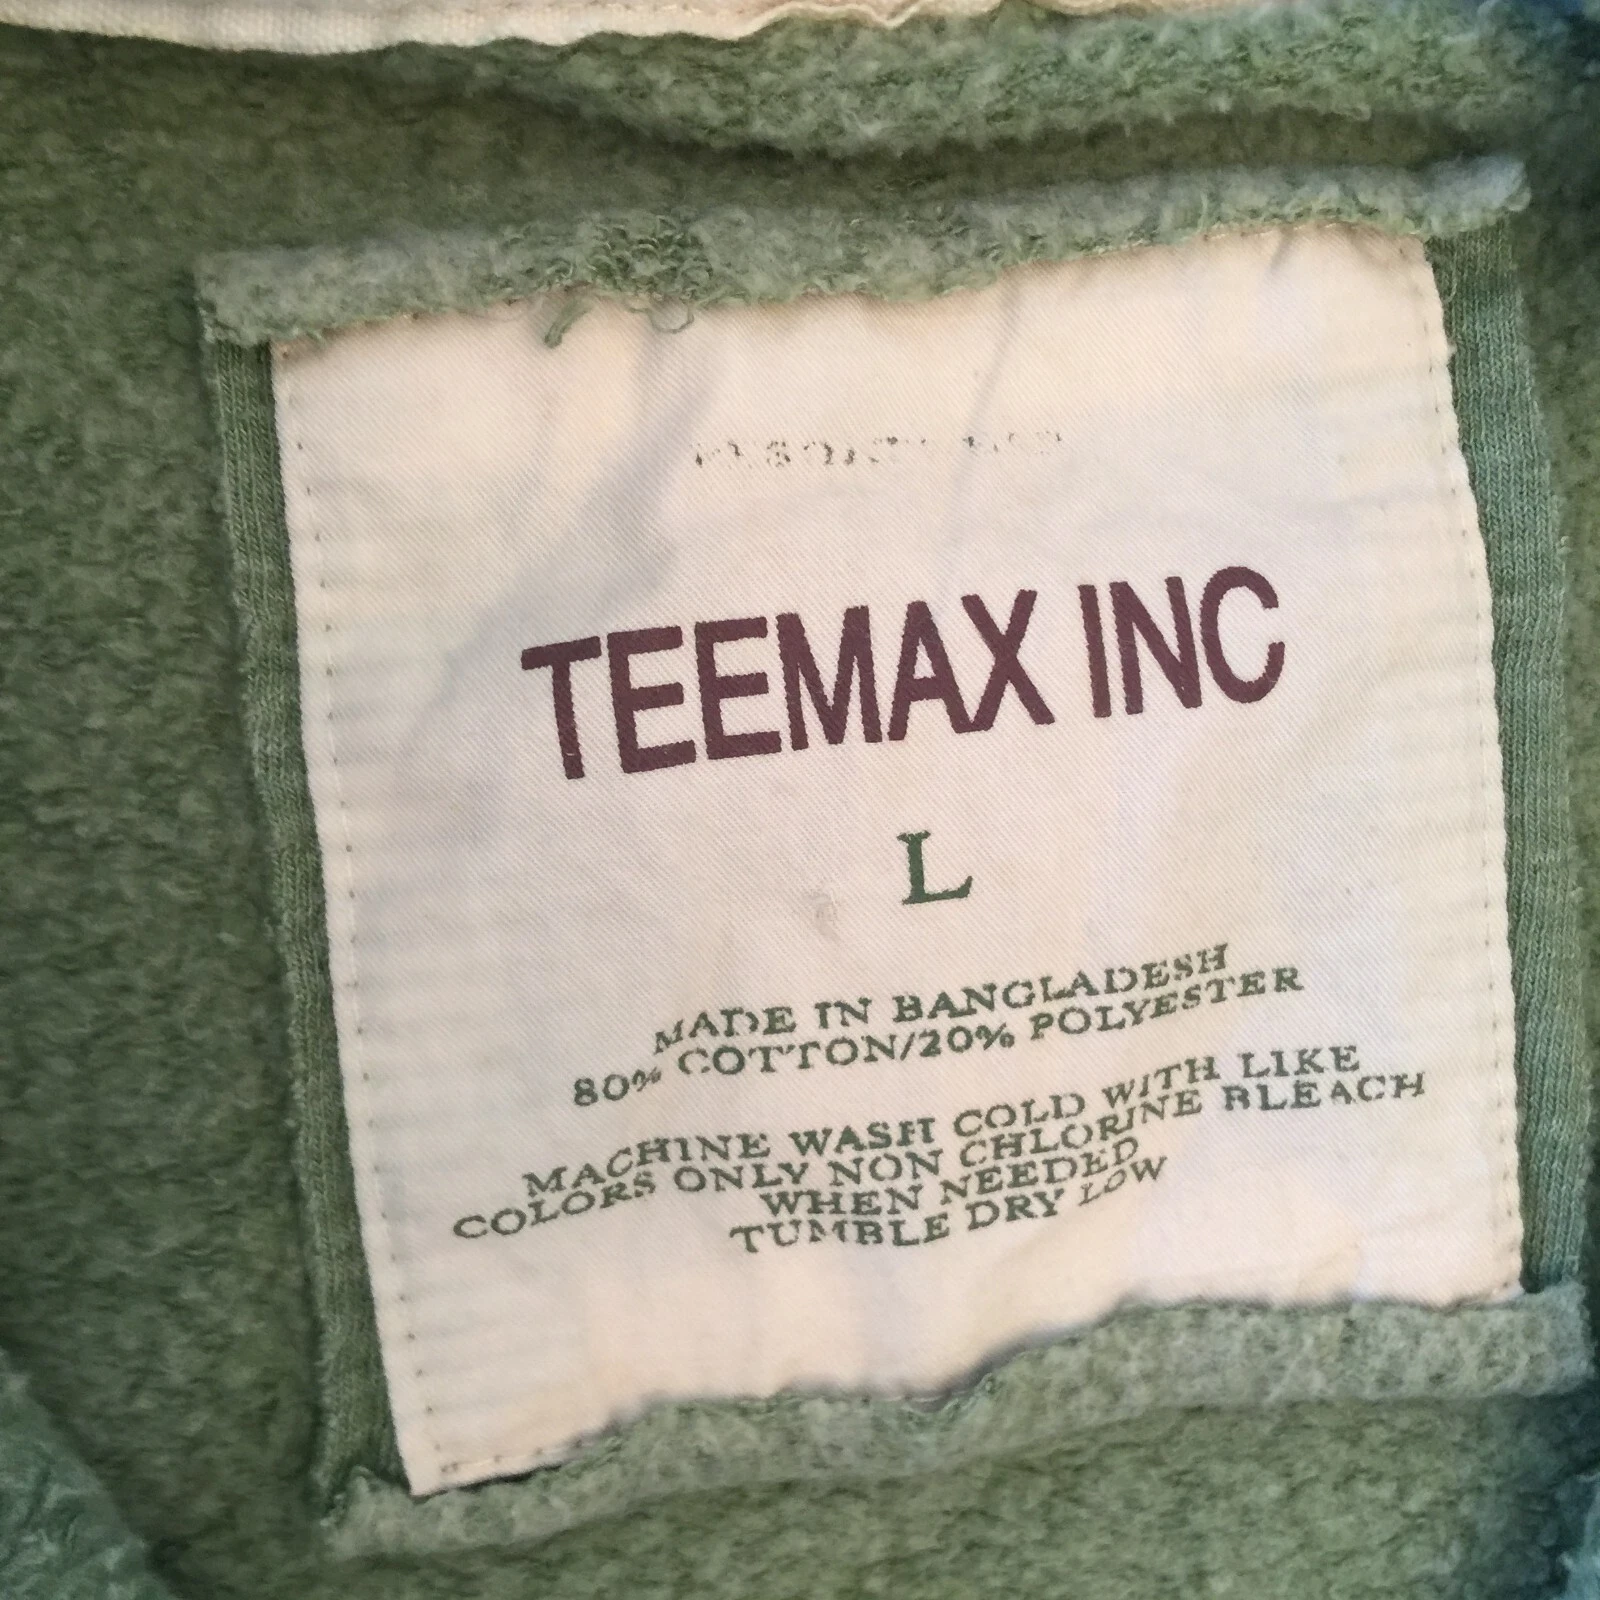 TEEMAX INC
L
MADE IN BANGLADESH
80% COTTON/20% POLYESTER
MACHINE WASH COLD WITH LIKE
COLORS ONLY NON CHLORINE BLEACH
WHEN NEEDED
TUMBLE DRY LOW